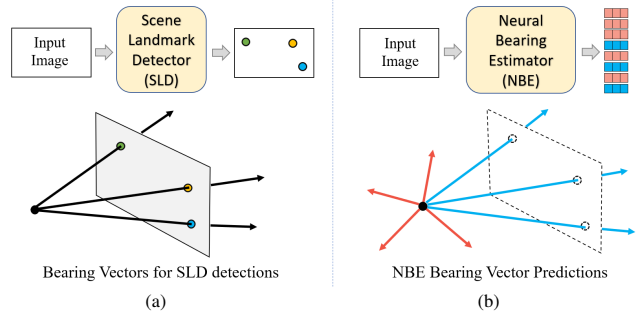 Input
Image
Scene
Landmark
Detector
(SLD)
Bearing Vectors for SLD detections
(a)
Input
Image
Neural
Bearing
Estimator
(NBE)
NBE Bearing Vector Predictions
(b)